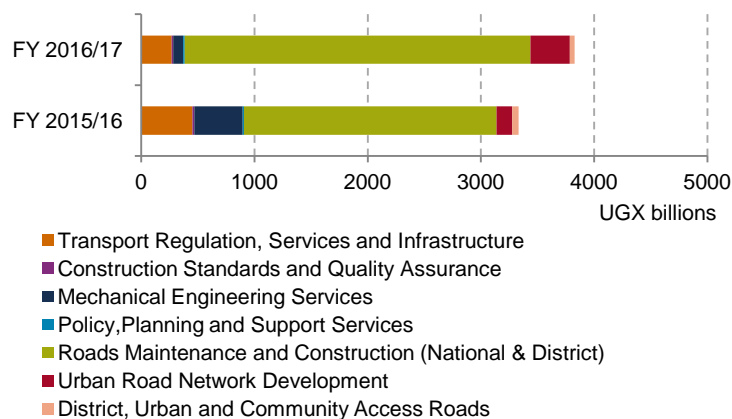 FY 2016/17
FY 2015/16
0 1000 2000 3000 4000 5000
UGX billions
Transport Regulation, Services and Infrastructure
Construction Standards and Quality Assurance
Mechanical Engineering Services
Policy,Planning and Support Services
Roads Maintenance and Construction (National & District)
Urban Road Network Development
District, Urban and Community Access Roads